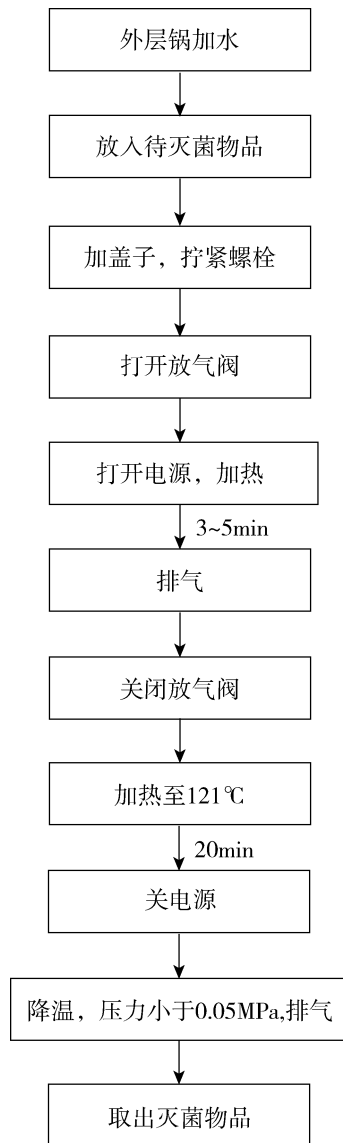 外层锅加水
放入待灭菌物品
加盖子，拧紧螺栓
打开放气阀
打开电源，加热
3~5min
排气
关闭放气阀
加热至121℃
20min
关电源
降温，压力小于0.05MPa,排气
取出灭菌物品